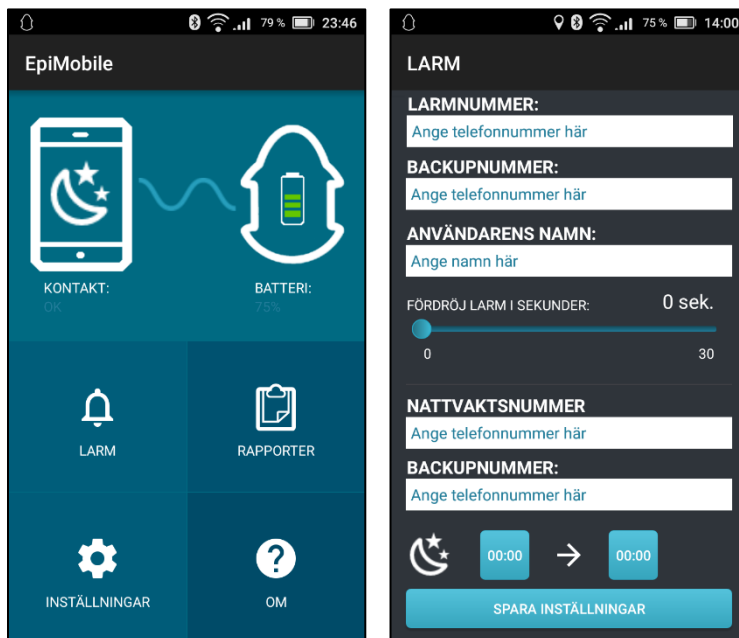 79 % 23:46
EpiMobile
KONTAKT:
OK
BATTERI:
75%
LARM
RAPPORTER
INSTÄLLNINGAR
OM
75 % 14:00
LARM
LARMNUMMER:
Ange telefonnummer här
BACKUPNUMMER:
Ange telefonnummer här
ANVÄNDARENS NAMN:
Ange namn här
FÖRDRÖJ LARM I SEKUNDER: 0 sek.
0 30
NATTVAKTSNUMMER
Ange telefonnummer här
BACKUPNUMMER:
Ange telefonnummer här
00:00 00:00
SPARA INSTÄLLNINGAR